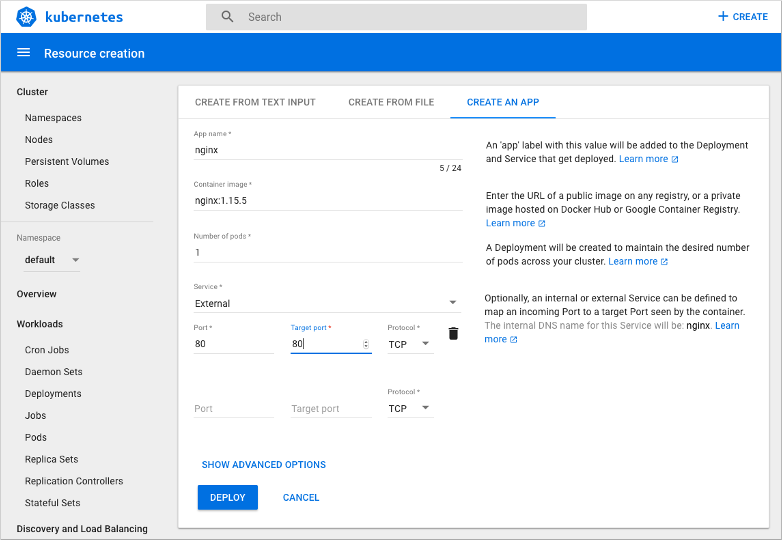 kubernetes
Search
CREATE
Resource creation
Cluster
Namespaces
Nodes
Persistent Volumes
Roles
Storage Classes
Namespace
default
Overview
Workloads
Cron Jobs
Daemon Sets
Deployments
Jobs
Pods
Replica Sets
Replication Controllers
Stateful Sets
Discovery and Load Balancing
CREATE FROM TEXT INPUT CREATE FROM FILE CREATE AN APP
App name *
nginx
5 / 24
An 'app' label with this value will be added to the Deployment
and Service that get deployed. Learn more
Container image *
nginx:1.15.5
Enter the URL of a public image on any registry, or a private
image hosted on Docker Hub or Google Container Registry.
Learn more
Number of pods *
1
A Deployment will be created to maintain the desired number
of pods across your cluster. Learn more
Service *
External
Optionally, an internal or external Service can be defined to
map an incoming Port to a target Port seen by the container.
The internal DNS name for this Service will be: nginx. Learn
more
Port * Target port * Protocol *
80 80 TCP
Protocol *
Port Target port TCP
SHOW ADVANCED OPTIONS
DEPLOY CANCEL